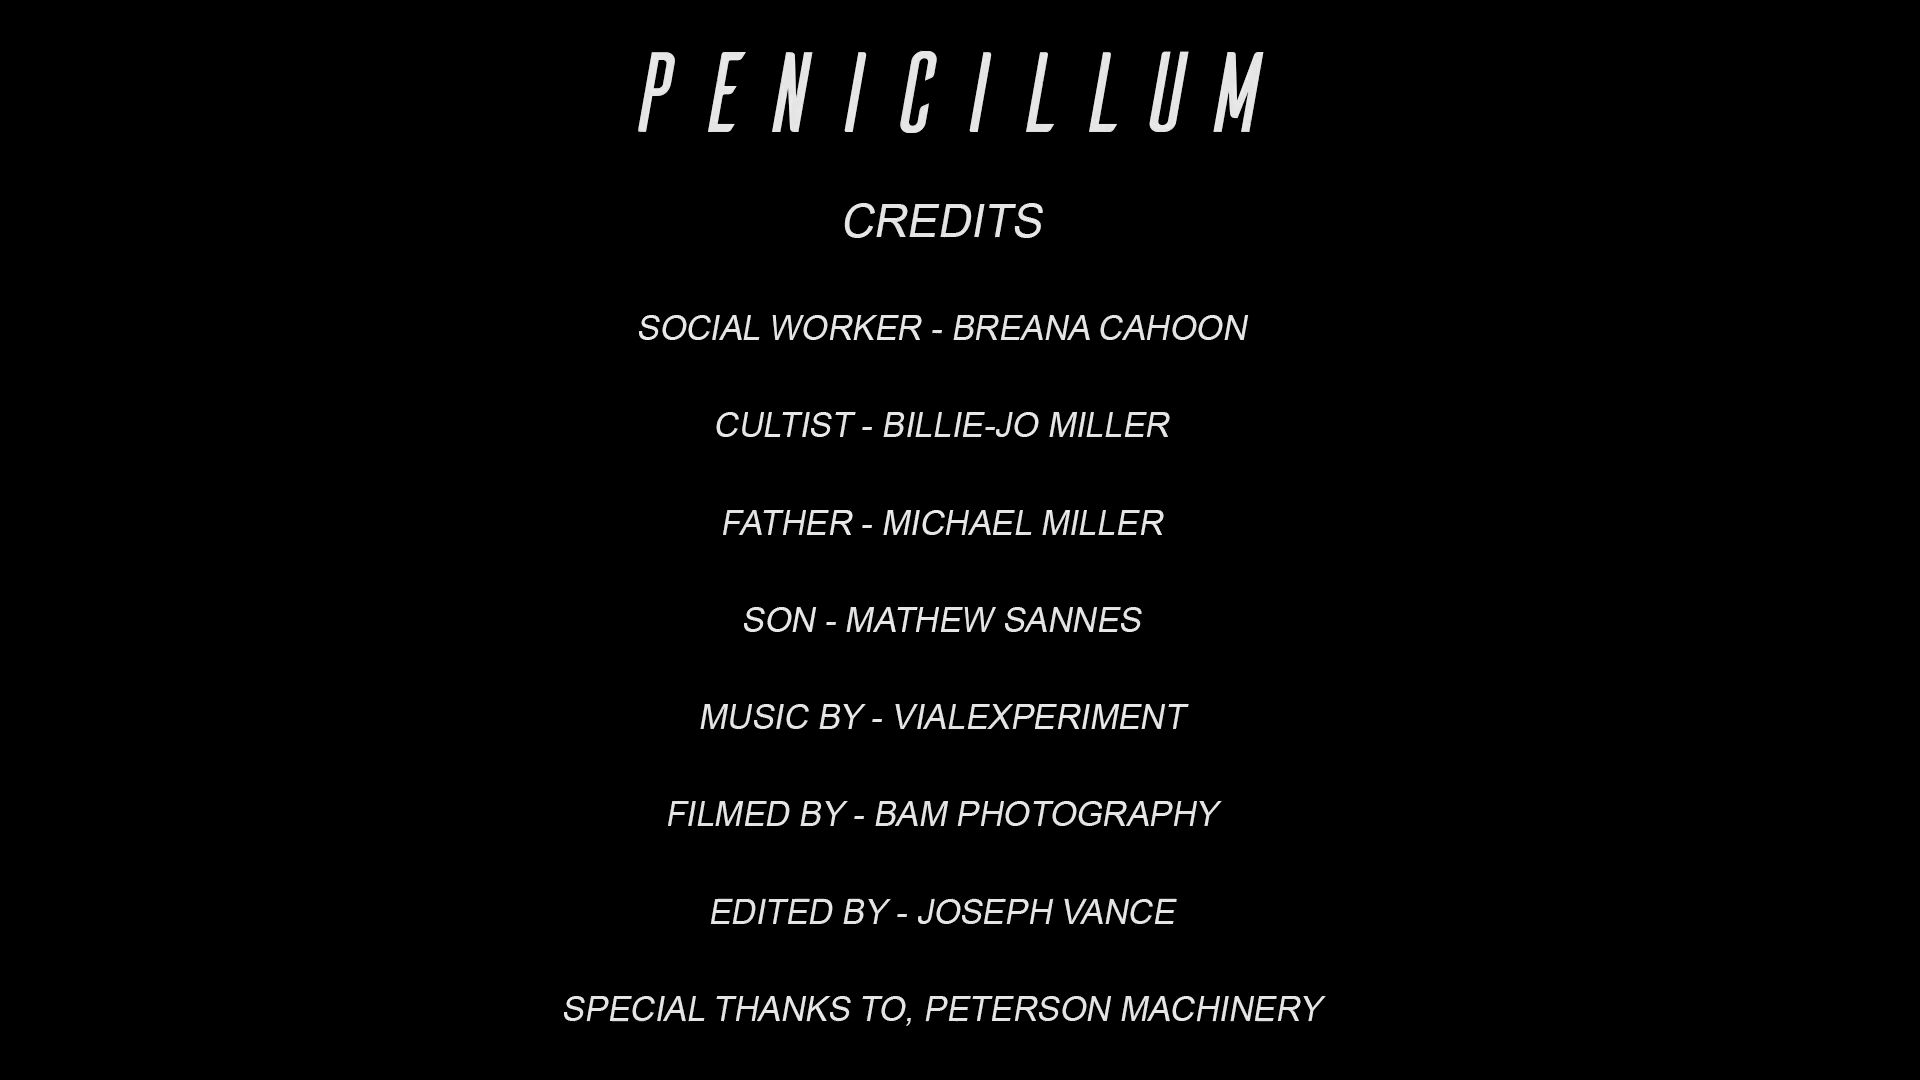 PENICILLUM
CREDITS
SOCIAL WORKER - BREANA CAHOON
CULTIST - BILLIE-JO MILLER
FATHER - MICHAEL MILLER
SON - MATHEW SANNES
MUSIC BY - VIALEXPERIMENT
FILMED BY - BAM PHOTOGRAPHY
EDITED BY - JOSEPH VANCE
SPECIAL THANKS TO, PETERSON MACHINERY